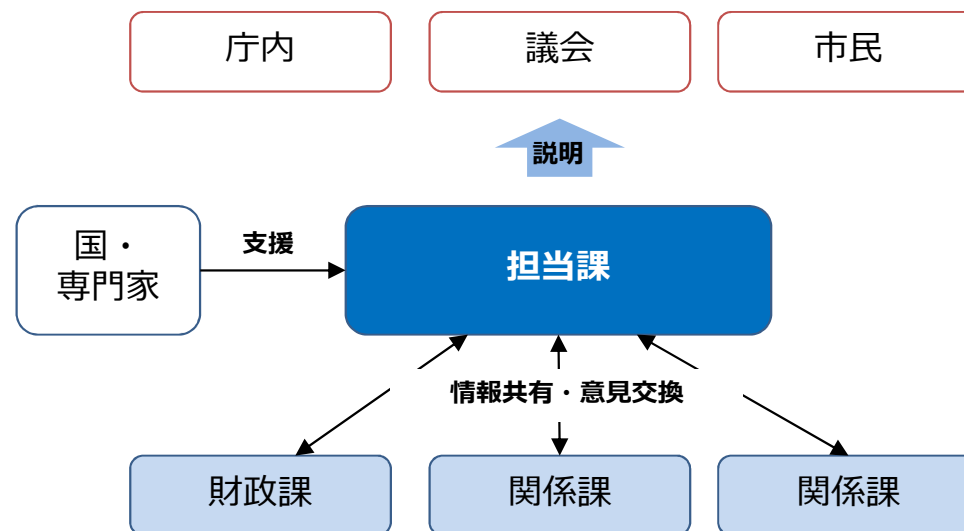 庁内
議会
市民
説明
国・
専門家
支援
担当課
情報共有・意見交換
財政課
関係課
関係課